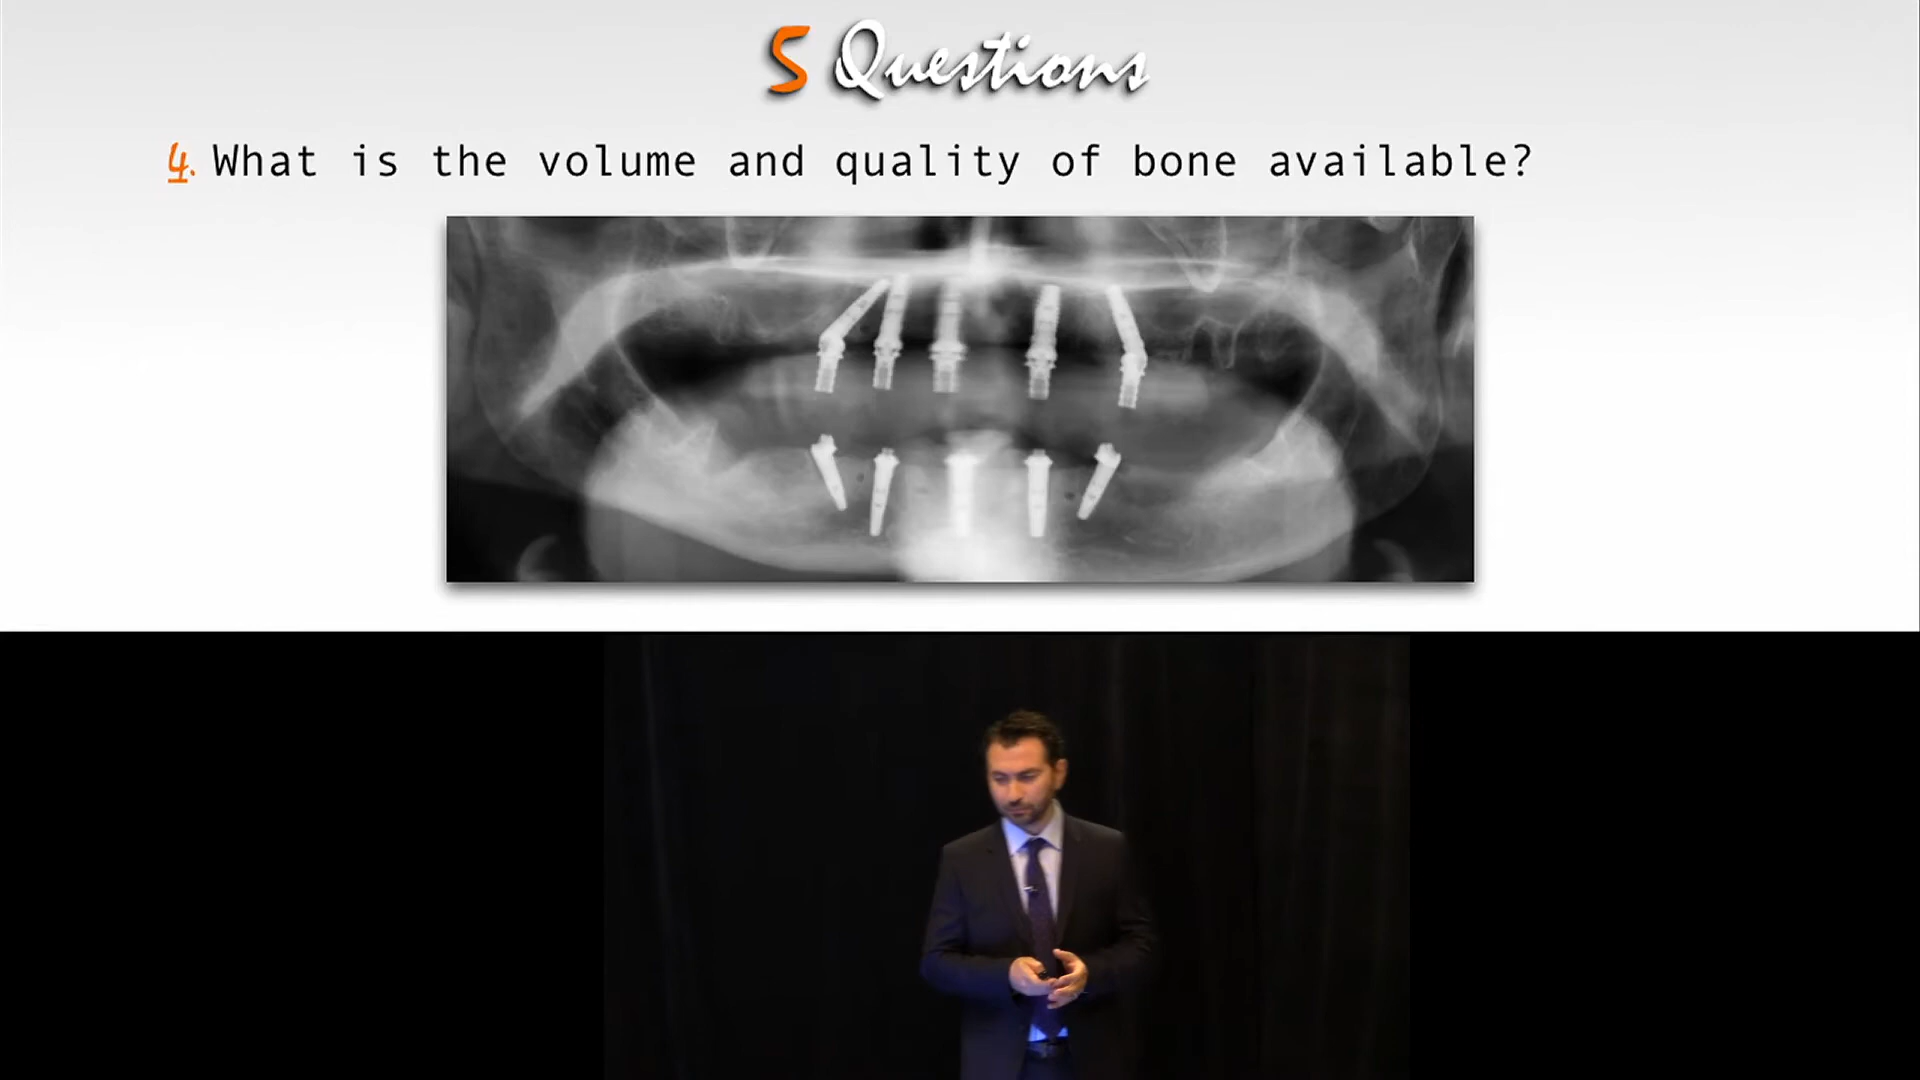 5 Questions
4. What is the volume and quality of bone available?